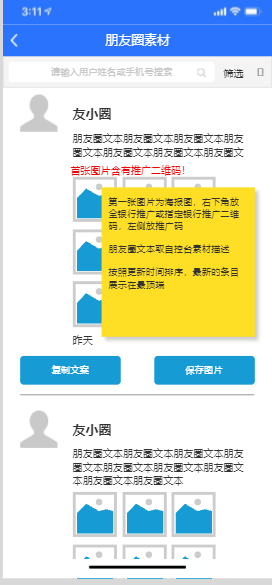 3:11
朋友圈素材
请输入用户姓名或手机号搜索
筛选
友小圈
朋友圈文本朋友圈文本朋友圈文本朋友
圈文本朋友圈文本朋友圈文本朋友圈文
首张图片含有推广二维码！
第一张图片为海报图，右下角放
全银行推广或指定银行推广二维
码，左侧放推广码
朋友圈文本取自控台素材描述
按照更新时间排序，最新的条目
展示在最顶端
昨天
复制文案
保存图片
友小圈
朋友圈文本朋友圈文本朋友圈文本朋友
圈文本朋友圈文本朋友圈文本朋友圈文
本朋友圈文本朋友圈文本